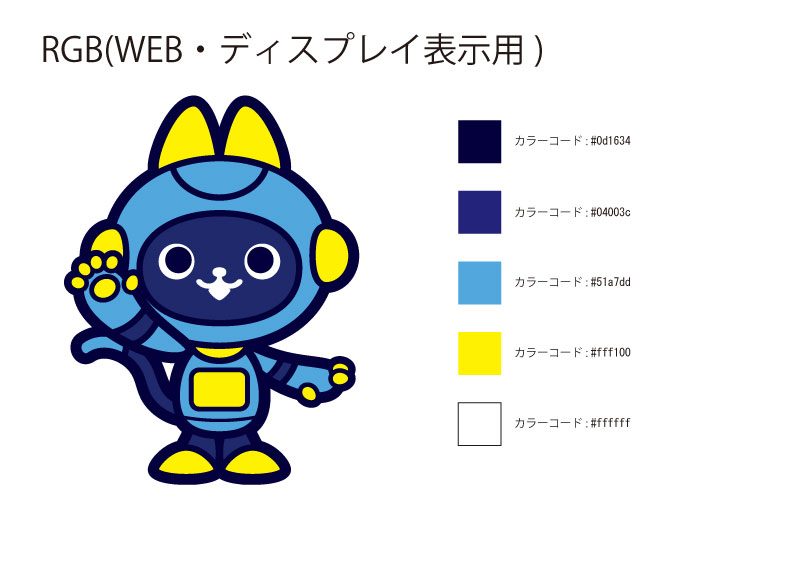 RGB(WEB・ディスプレイ表示用)
カラーコード:#0d1634
カラーコード:#04003c
カラーコード:#51a7dd
カラーコード:#fff100
カラーコード:#ffffff